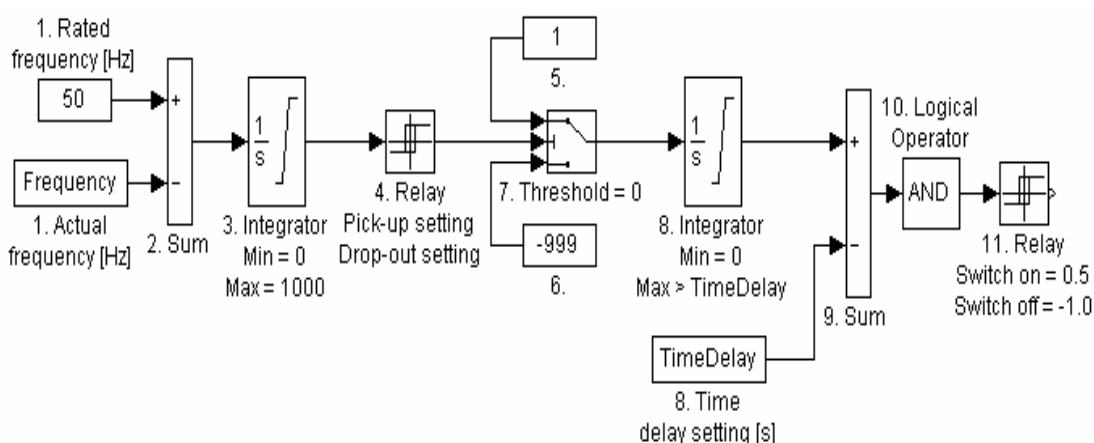 1. Rated
frequency [Hz]
50
+
Frequency
−
1. Actual
frequency [Hz]
2. Sum
1
s
3. Integrator
Min = 0
Max = 1000
4. Relay
Pick-up setting
Drop-out setting
1
5.
7. Threshold = 0
-999
6.
1
s
8. Integrator
Min = 0
Max > TimeDelay
TimeDelay
8. Time
delay setting [s]
+
−
9. Sum
10. Logical
Operator
AND
11. Relay
Switch on = 0.5
Switch off = -1.0